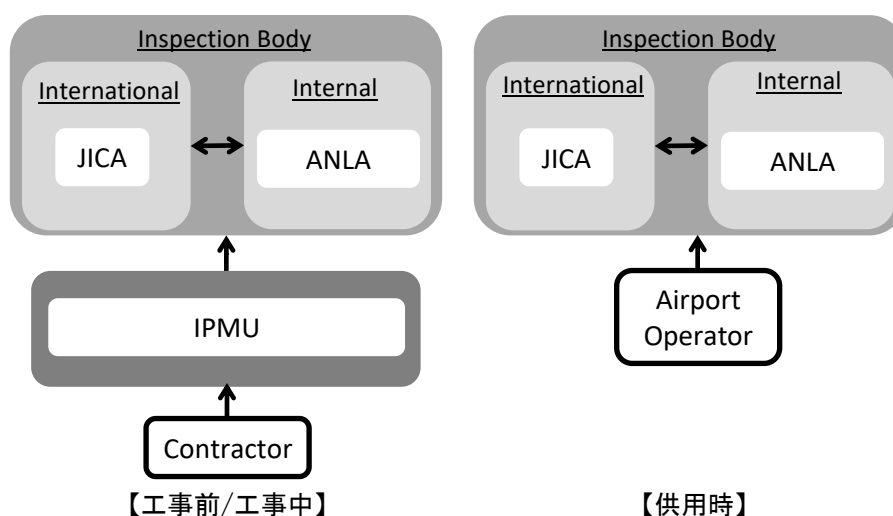 Inspection Body
International
Internal
JICA
ANLA
IPMU
Contractor
【工事前/工事中】
Inspection Body
International
Internal
JICA
ANLA
Airport
Operator
【供用時】